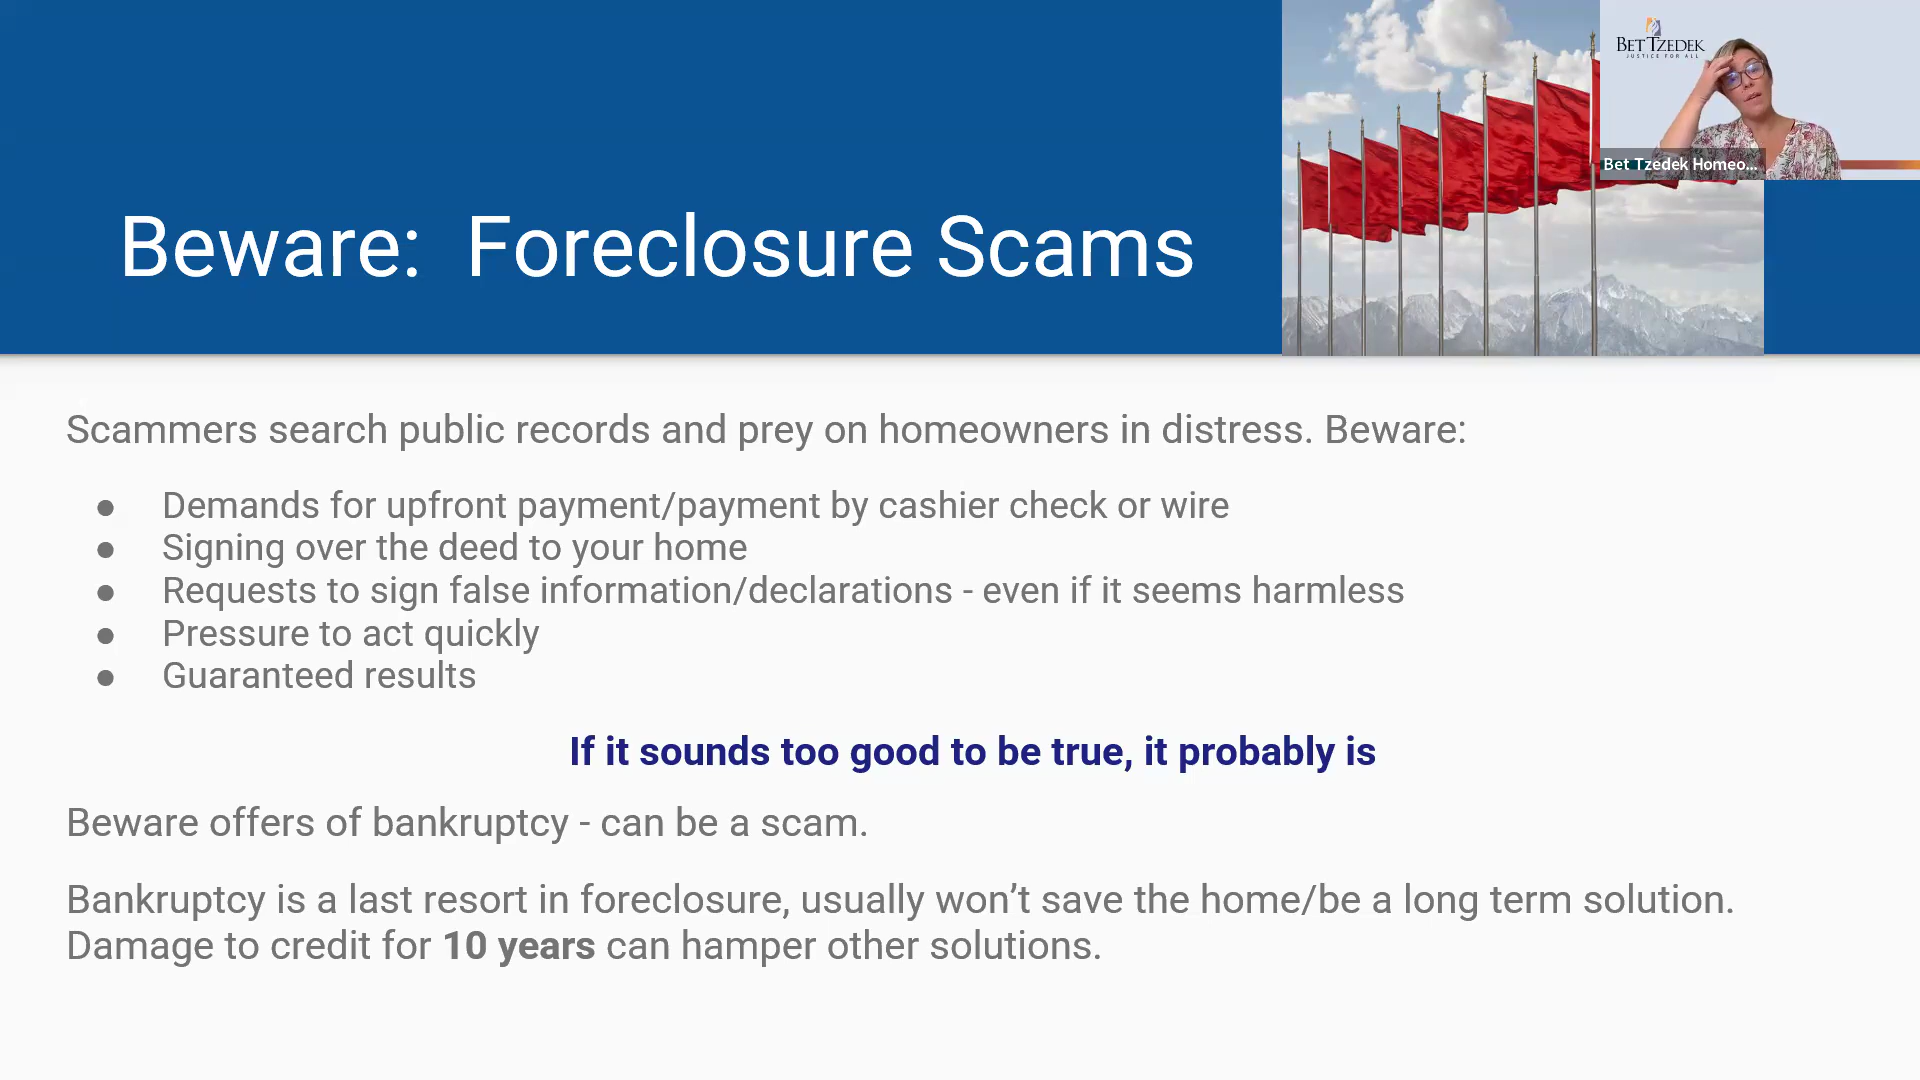 BET TZEDEK
JUSTICE FOR ALL
Bet Tzedek Homeo...
Beware: Foreclosure Scams
Scammers search public records and prey on homeowners in distress. Beware:
● Demands for upfront payment/payment by cashier check or wire
● Signing over the deed to your home
● Requests to sign false information/declarations - even if it seems harmless
● Pressure to act quickly
● Guaranteed results
If it sounds too good to be true, it probably is
Beware offers of bankruptcy - can be a scam.
Bankruptcy is a last resort in foreclosure, usually won’t save the home/be a long term solution.
Damage to credit for 10 years can hamper other solutions.